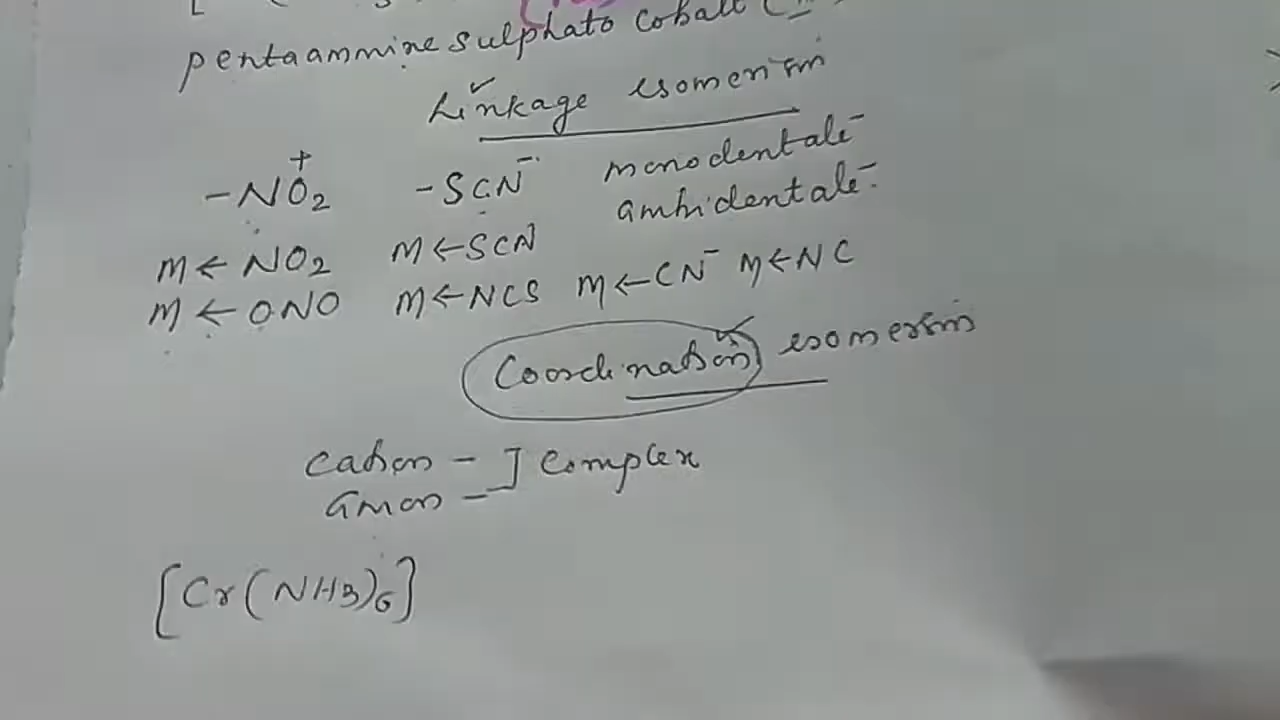 pentaammine sulphato cobalt (
Linkage isomerism
-NO2+ -SCN- monodentate
ambidentate
M←NO2 M←SCN
M←ONO M←NCS M←CN- M←NC
Coordination isomerism
Cation - ] Complex
Anion -
[Cr(NH3)6]